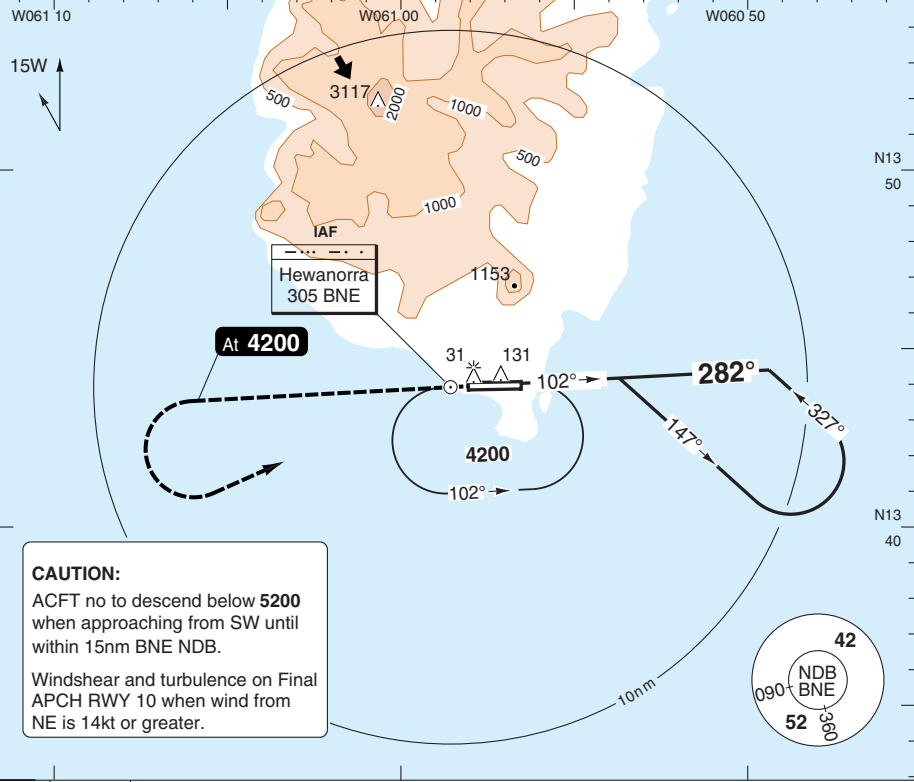 W061 10
W061 00
W060 50
15W
3117
2000
500
1000
500
N13
50
1000
IAF
Hewanorra
305 BNE
1153
At 4200
31
131
102°
282°
147°
327°
4200
102°
N13
40
CAUTION:
ACFT no to descend below 5200
when approaching from SW until
within 15nm BNE NDB.
Windshear and turbulence on Final
APCH RWY 10 when wind from
NE is 14kt or greater.
10nm
42
NDB
BNE
090
52
360